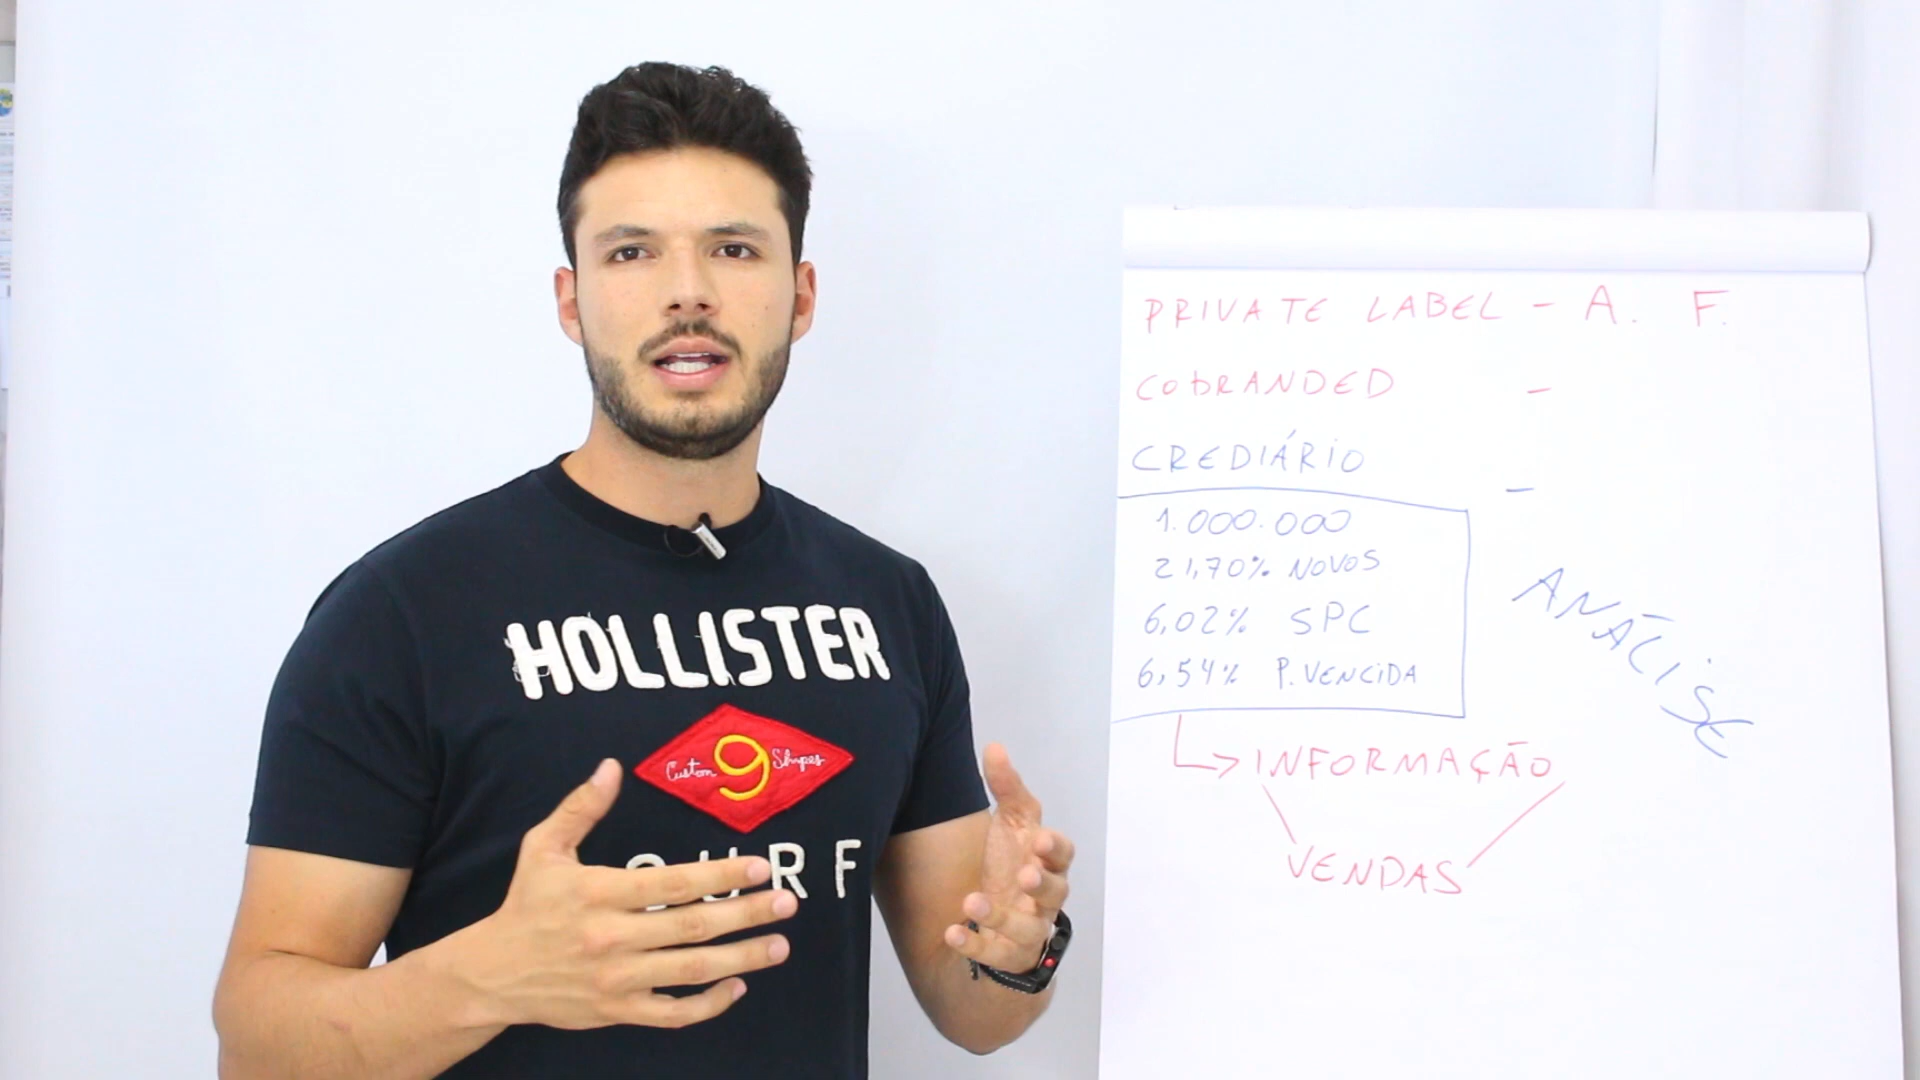 HOLLISTER
Custom 9 Shapes
SURF
PRIVATE LABEL - A. F.
CObRANDED -
CREDIÁRiO -
1.000.000
21,70% NOVOS
6,02% SPC
6,54% P. VENCiDA
ANÁLiSE
INFORMAÇÃO
VENDAS